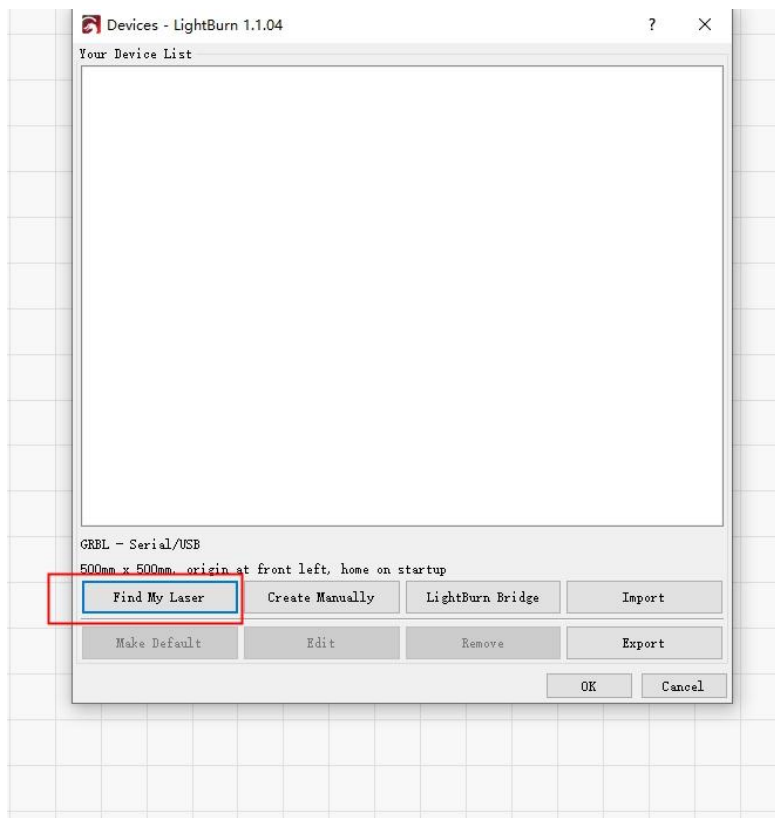 Devices - LightBurn 1.1.04 ? ×
Your Device List
GRBL - Serial/USB
500mm x 500mm, origin at front left, home on startup
Find My Laser Create Manually LightBurn Bridge Import
Make Default Edit Remove Export
OK Cancel